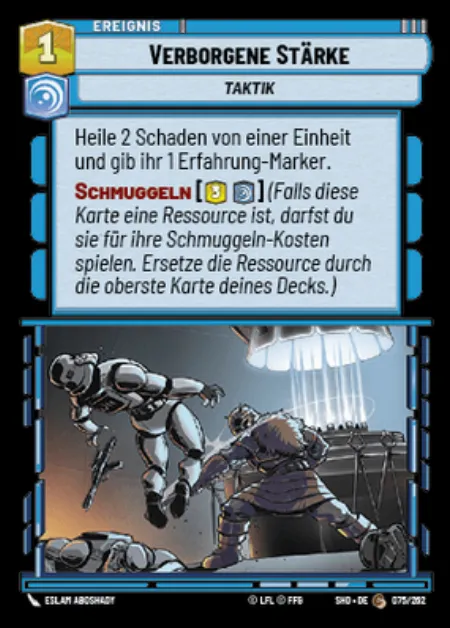 EREIGNIS
1
VERBORGENE STÄRKE
TAKTIK
Heile 2 Schaden von einer Einheit
und gib ihr 1 Erfahrung-Marker.
SCHMUGGELN [3] (Falls diese
Karte eine Ressource ist, darfst du
sie für ihre Schmuggeln-Kosten
spielen. Ersetze die Ressource durch
die oberste Karte deines Decks.)
ESLAM ABOSHADY © LFL © FFG SHD • DE 075/262